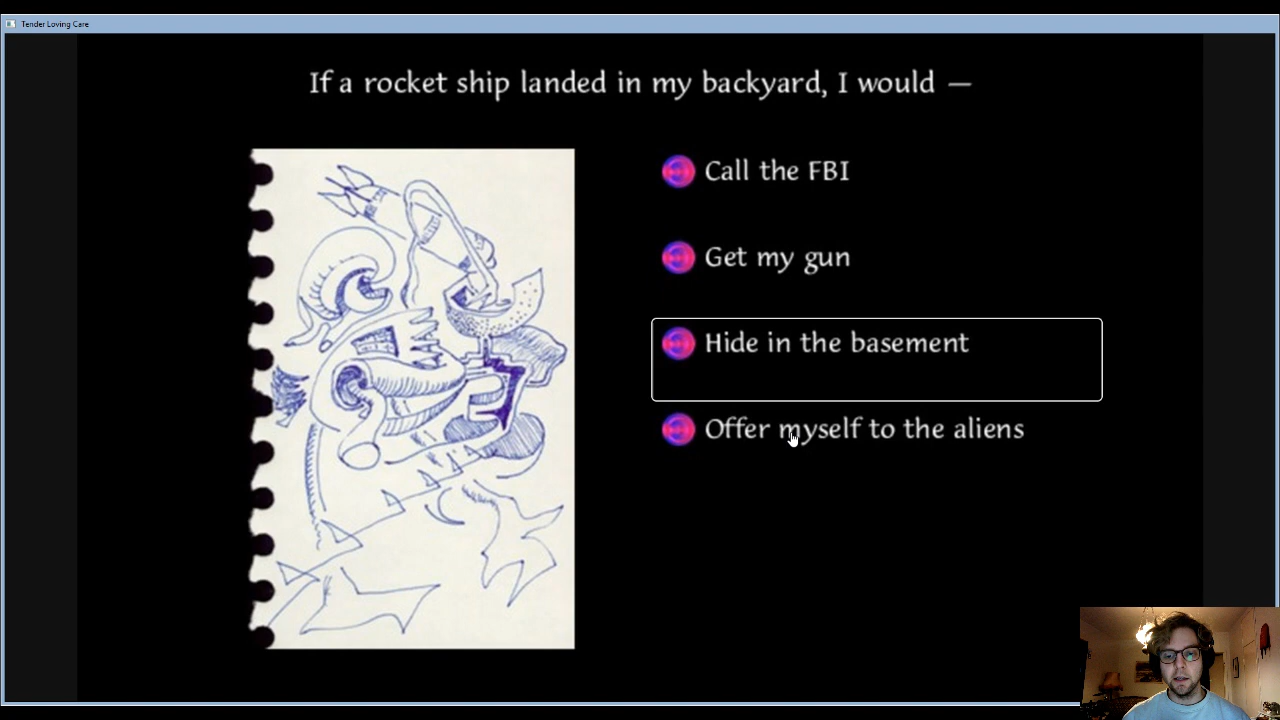 Tender Loving Care
If a rocket ship landed in my backyard, I would —
Call the FBI
Get my gun
Hide in the basement
Offer myself to the aliens